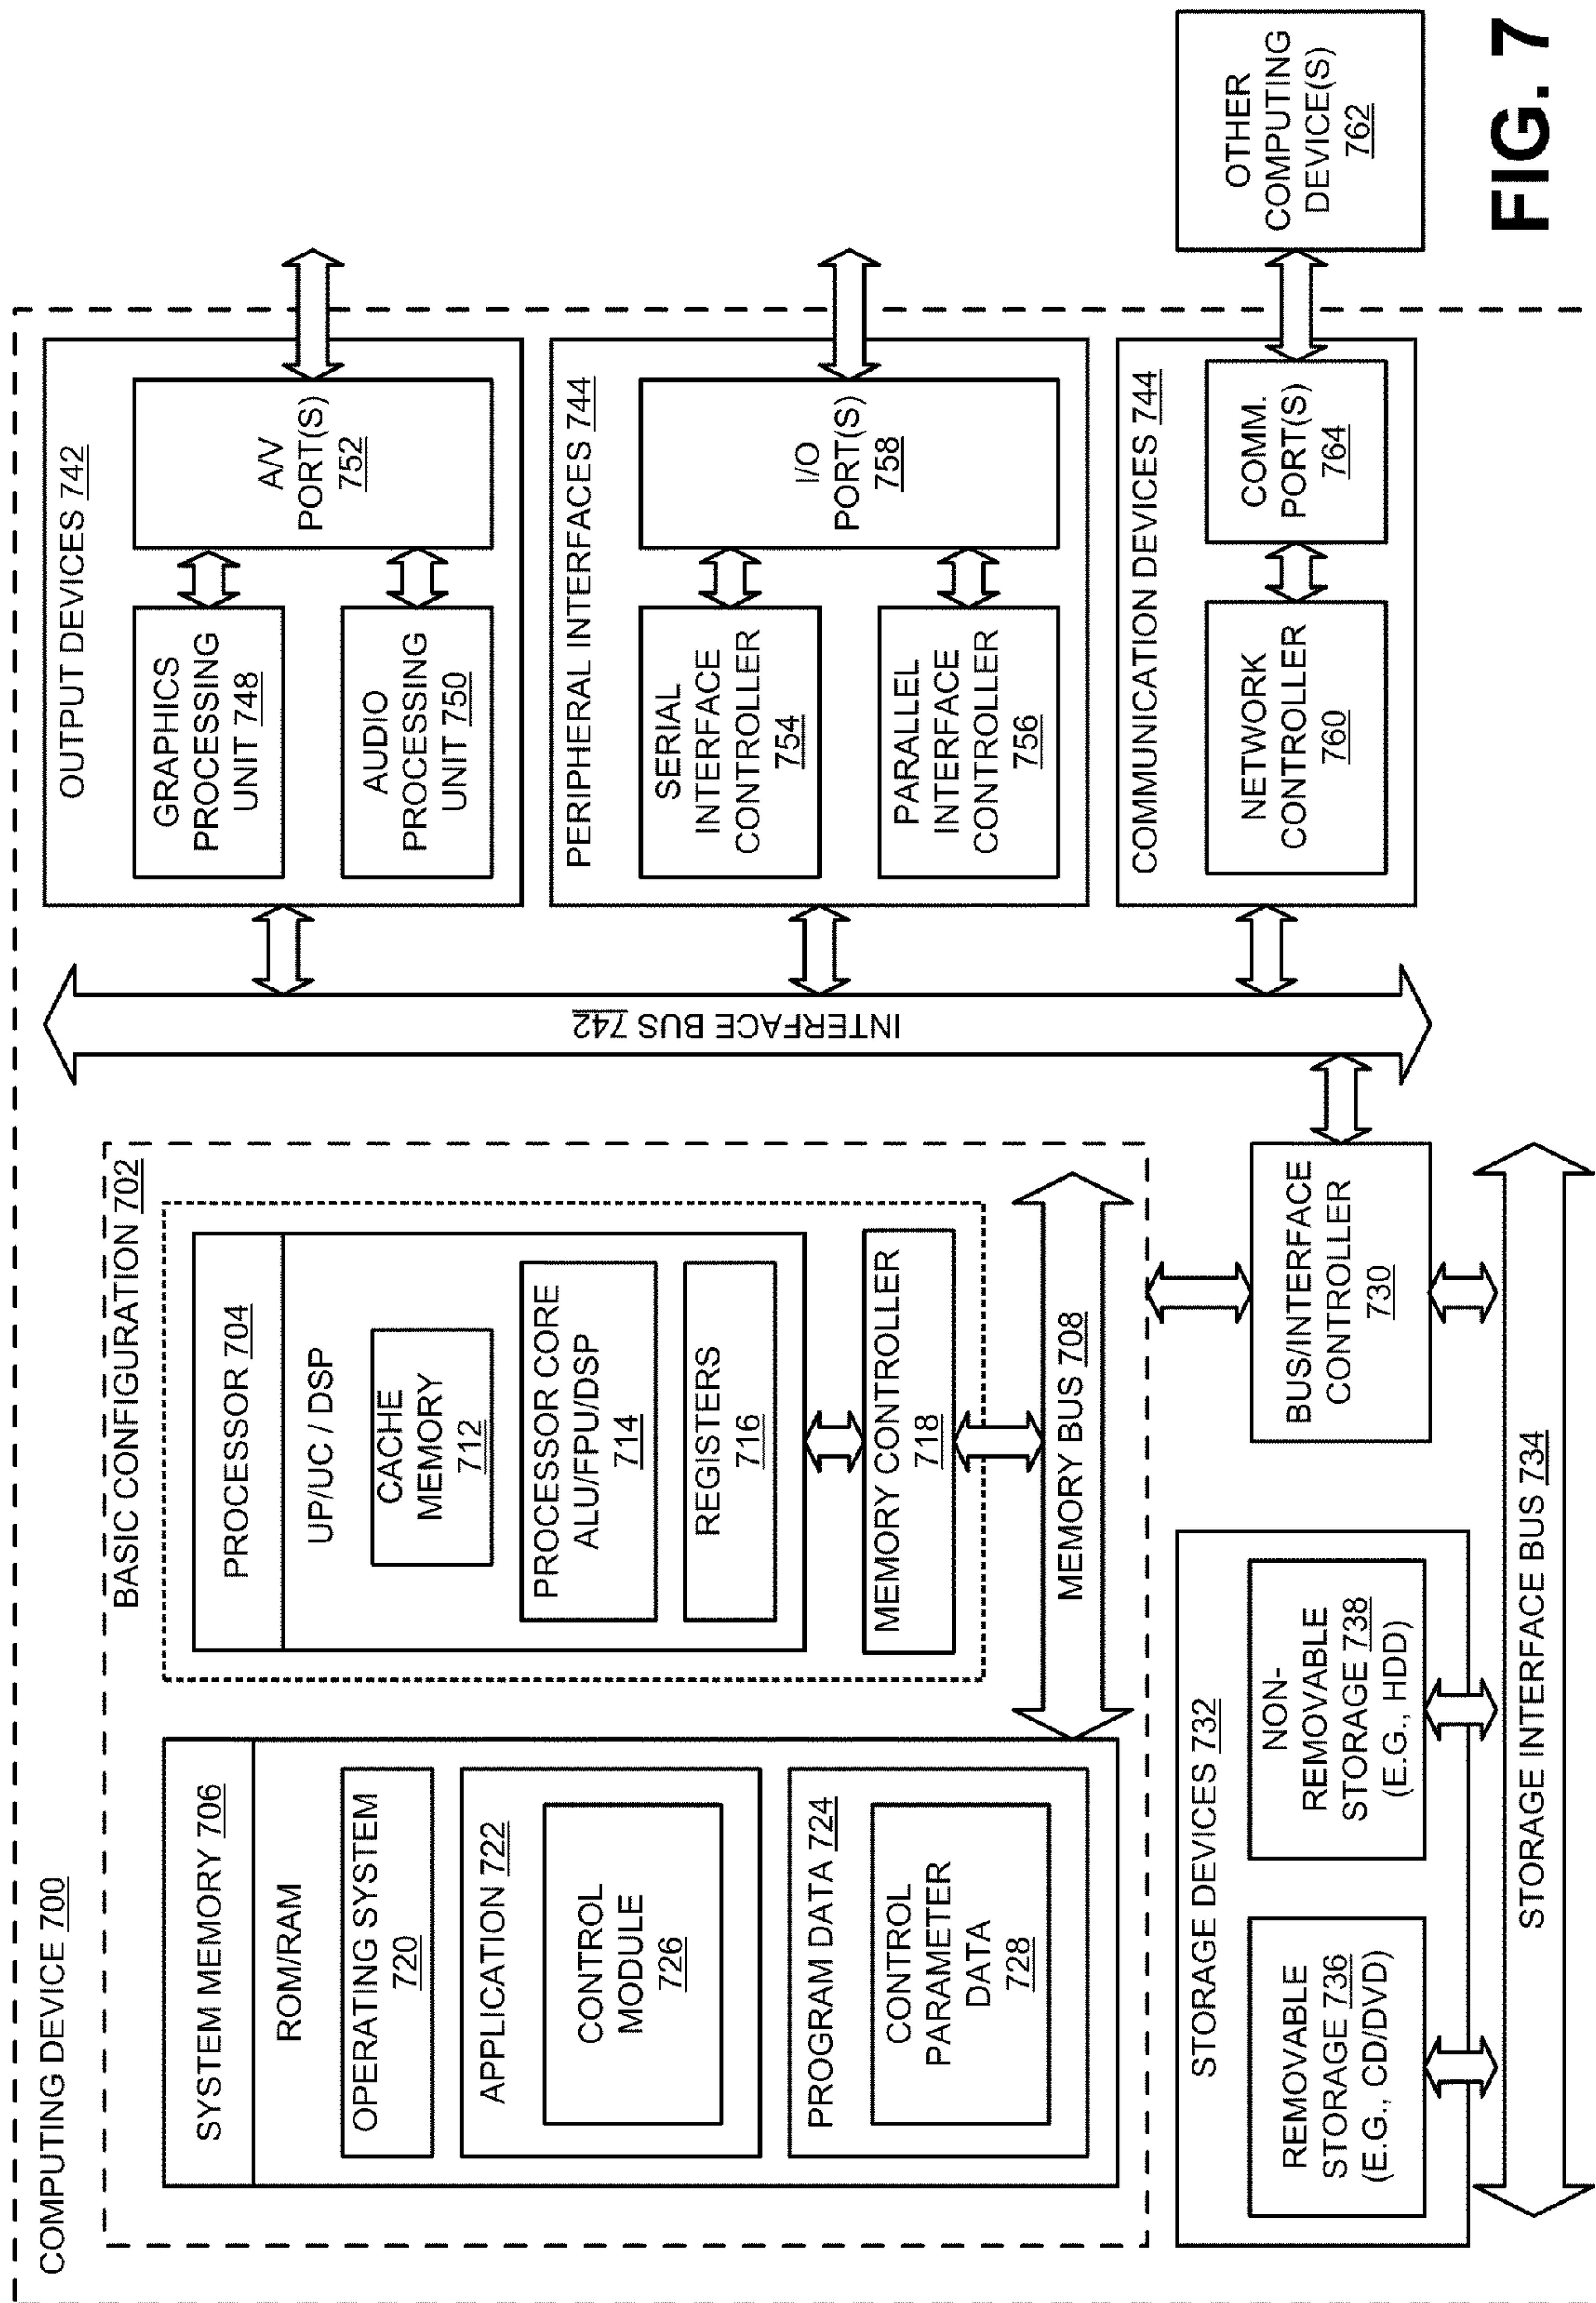 COMPUTING DEVICE 700
BASIC CONFIGURATION 702
SYSTEM MEMORY 706
ROM/RAM
OPERATING SYSTEM
720
APPLICATION 722
CONTROL
MODULE
726
PROGRAM DATA 724
CONTROL
PARAMETER
DATA
728
PROCESSOR 704
UP/UC / DSP
CACHE
MEMORY
712
PROCESSOR CORE
ALU/FPU/DSP
714
REGISTERS
716
MEMORY CONTROLLER
718
MEMORY BUS 708
BUS/INTERFACE
CONTROLLER
730
STORAGE DEVICES 732
REMOVABLE
STORAGE 736
(E.G., CD/DVD)
NON-
REMOVABLE
STORAGE 738
(E.G., HDD)
STORAGE INTERFACE BUS 734
INTERFACE BUS 742
OUTPUT DEVICES 742
GRAPHICS
PROCESSING
UNIT 748
AUDIO
PROCESSING
UNIT 750
A/V
PORT(S)
752
PERIPHERAL INTERFACES 744
SERIAL
INTERFACE
CONTROLLER
754
PARALLEL
INTERFACE
CONTROLLER
756
I/O
PORT(S)
758
COMMUNICATION DEVICES 744
NETWORK
CONTROLLER
760
COMM.
PORT(S)
764
OTHER
COMPUTING
DEVICE(S)
762
FIG. 7